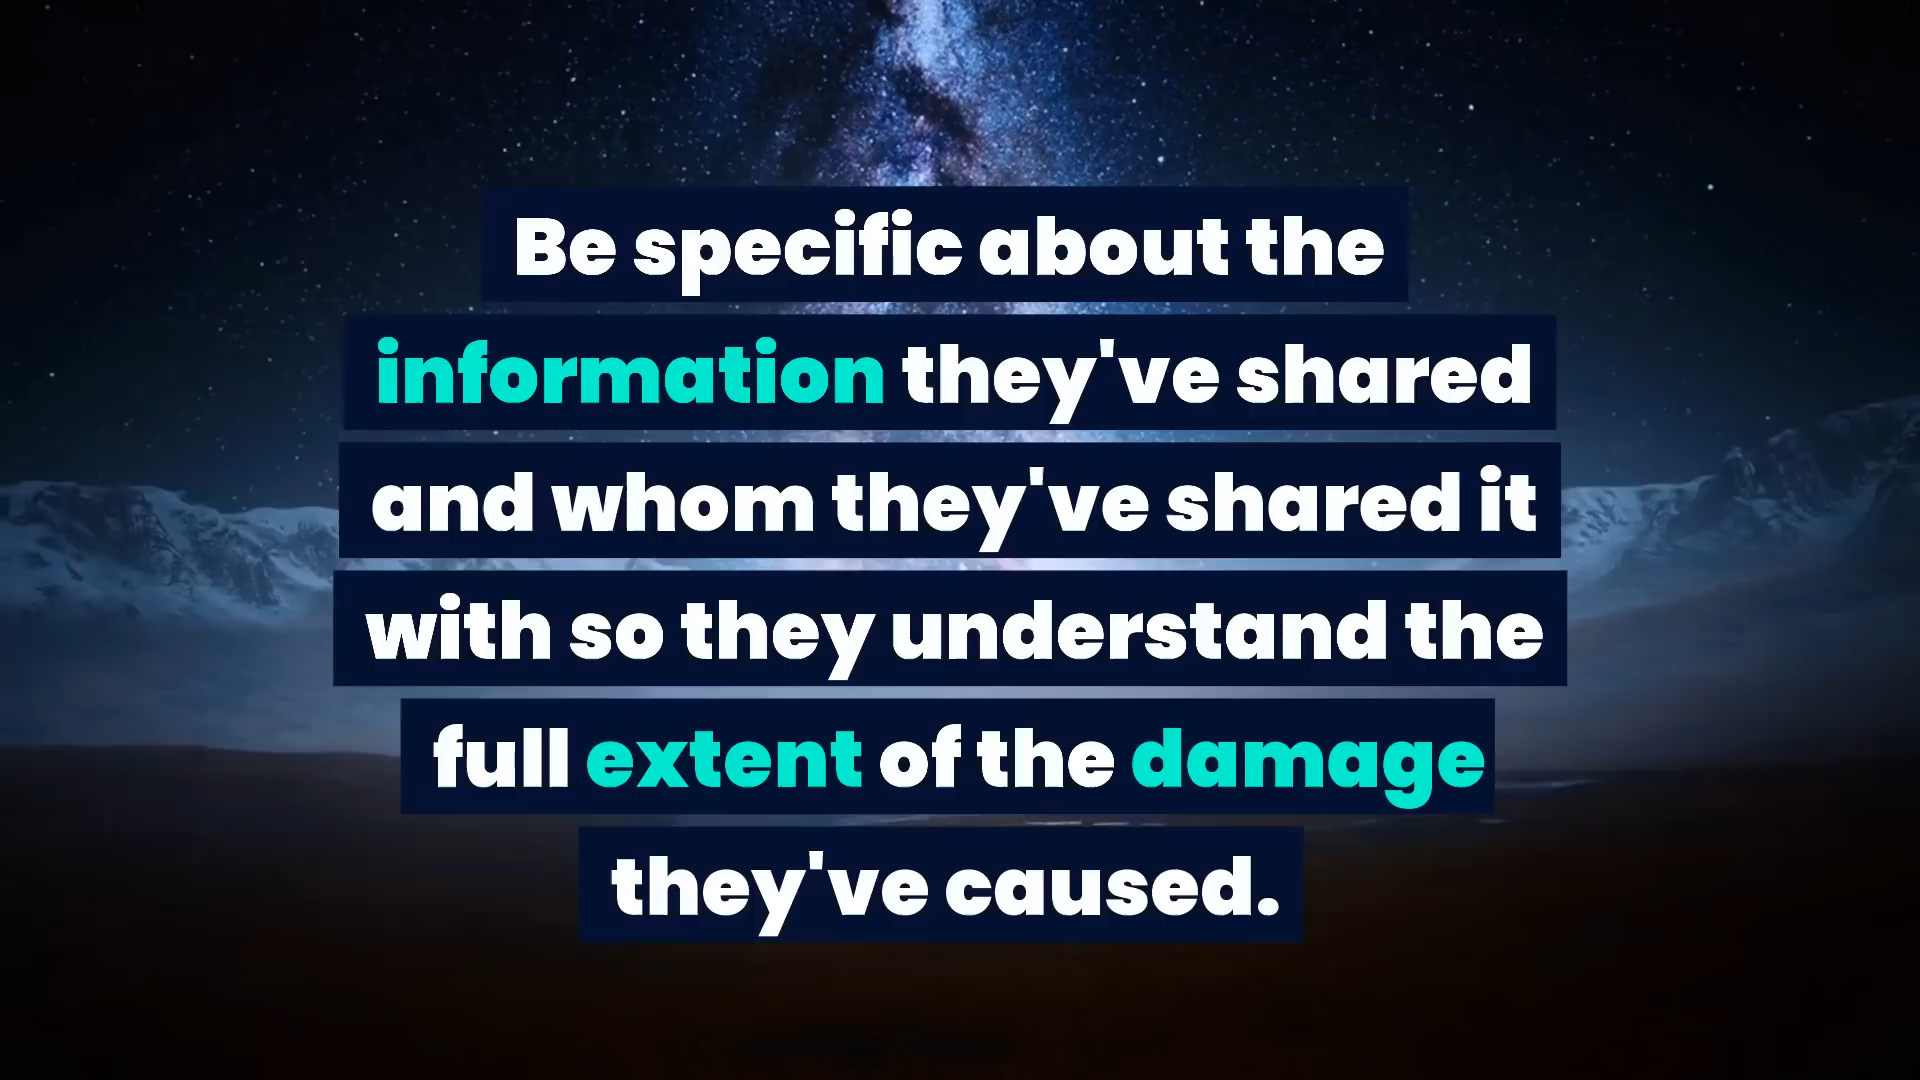 Be specific about the
information they've shared
and whom they've shared it
with so they understand the
full extent of the damage
they've caused.